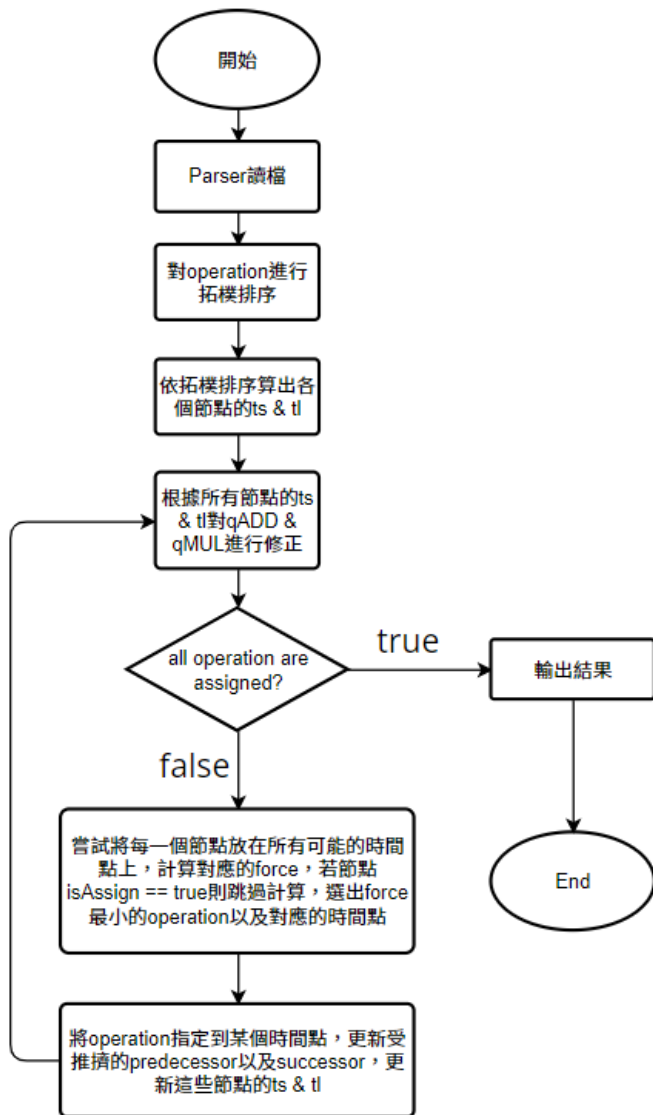 開始
Parser讀檔
對operation進行
拓樸排序
依拓樸排序算出各
個節點的ts & tl
根據所有節點的ts
& tl對qADD &
qMUL進行修正
all operation are
assigned?
true
輸出結果
false
嘗試將每一個節點放在所有可能的時間
點上，計算對應的force，若節點
isAssign == true則跳過計算，選出force
最小的operation以及對應的時間點
End
將operation指定到某個時間點，更新受
推擠的predecessor以及successor，更
新這些節點的ts & tl